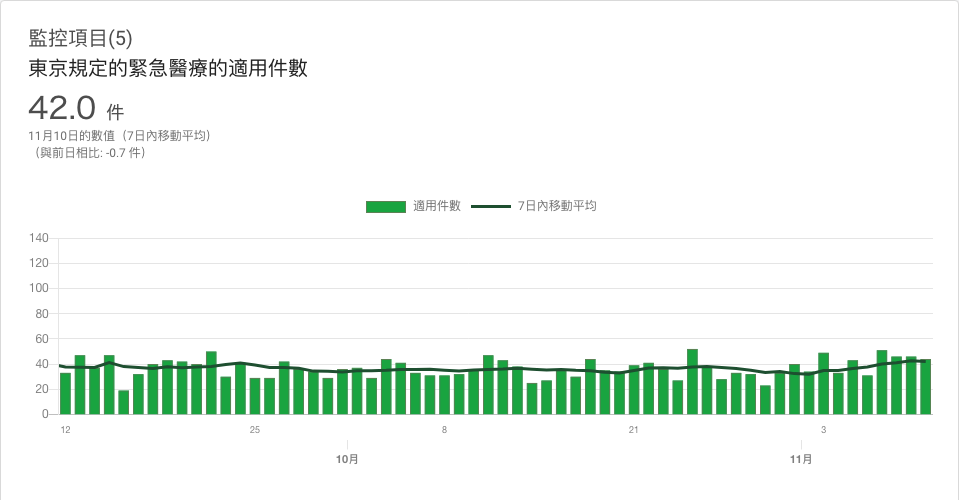 監控項目(5)
東京規定的緊急醫療的適用件數
42.0 件
11月10日的數值（7日內移動平均）
（與前日相比: -0.7 件）
適用件數 7日內移動平均
140
120
100
80
60
40
20
0
12 25 8 21 3
10月 11月